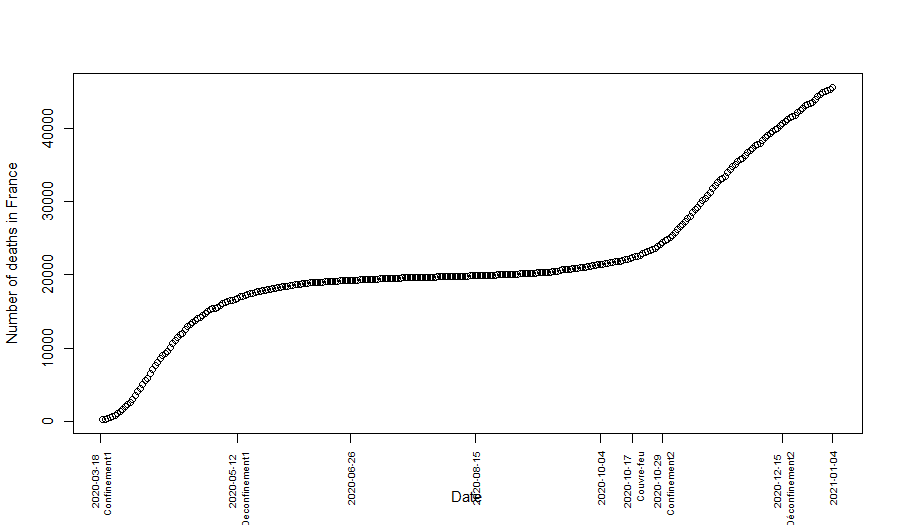 Number of deaths in France
40000
30000
20000
10000
0
2020-03-18
Confinement1
2020-05-12
Deconfinement1
2020-06-26
2020-08-15
2020-10-04
2020-10-17
Couvre-feu
2020-10-29
Confinement2
2020-12-15
Déconfinement2
2021-01-04
Date